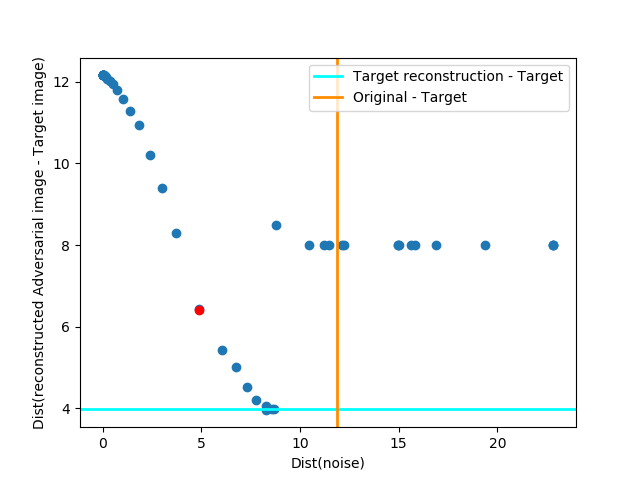 Target reconstruction - Target
Original - Target
Dist(reconstructed Adversarial image - Target image)
12
10
8
6
4
0
5
10
15
20
Dist(noise)